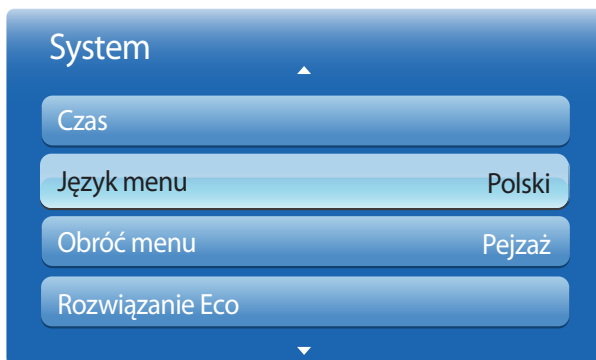 System
Czas
Język menu Polski
Obróć menu Pejzaż
Rozwiązanie Eco